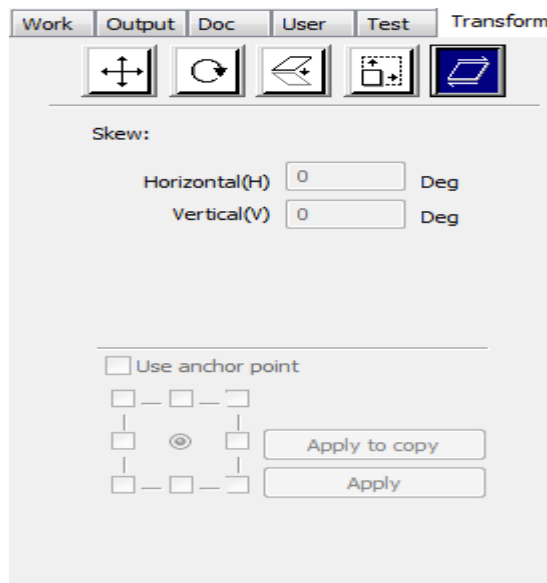 Work Output Doc User Test Transform
Skew:
Horizontal(H) 0 Deg
Vertical(V) 0 Deg
Use anchor point
Apply to copy
Apply